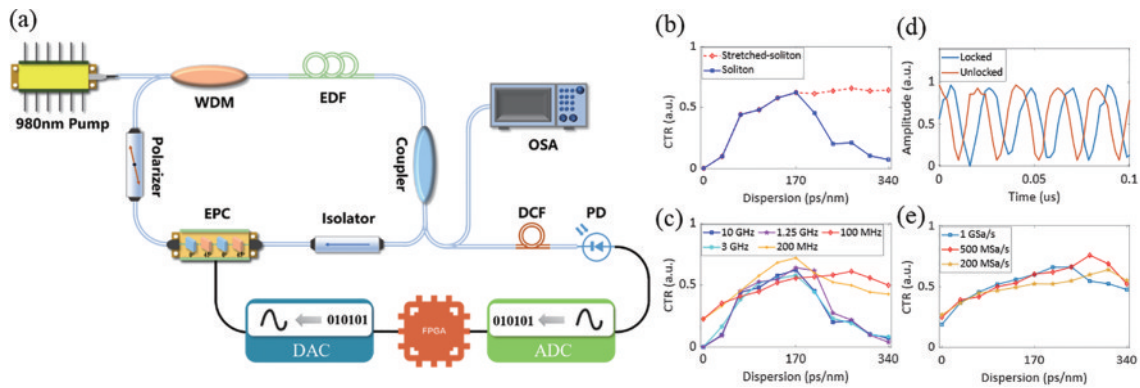 (a)
980nm Pump
WDM
EDF
OSA
Polarizer
Coupler
EPC
Isolator
DCF
PD
010101
DAC
FPGA
010101
ADC
(b)
1
0.5
0
CTR (a.u.)
Stretched-soliton
Soliton
0
170
340
Dispersion (ps/nm)
(c)
1
0.5
0
CTR (a.u.)
10 GHz
1.25 GHz
100 MHz
3 GHz
200 MHz
0
170
340
Dispersion (ps/nm)
(d)
1
0.5
0
Amplitude (a.u.)
Locked
Unlocked
0
0.05
0.1
Time (us)
(e)
1
0.5
0
CTR (a.u.)
1 GSa/s
500 MSa/s
200 MSa/s
0
170
340
Dispersion (ps/nm)